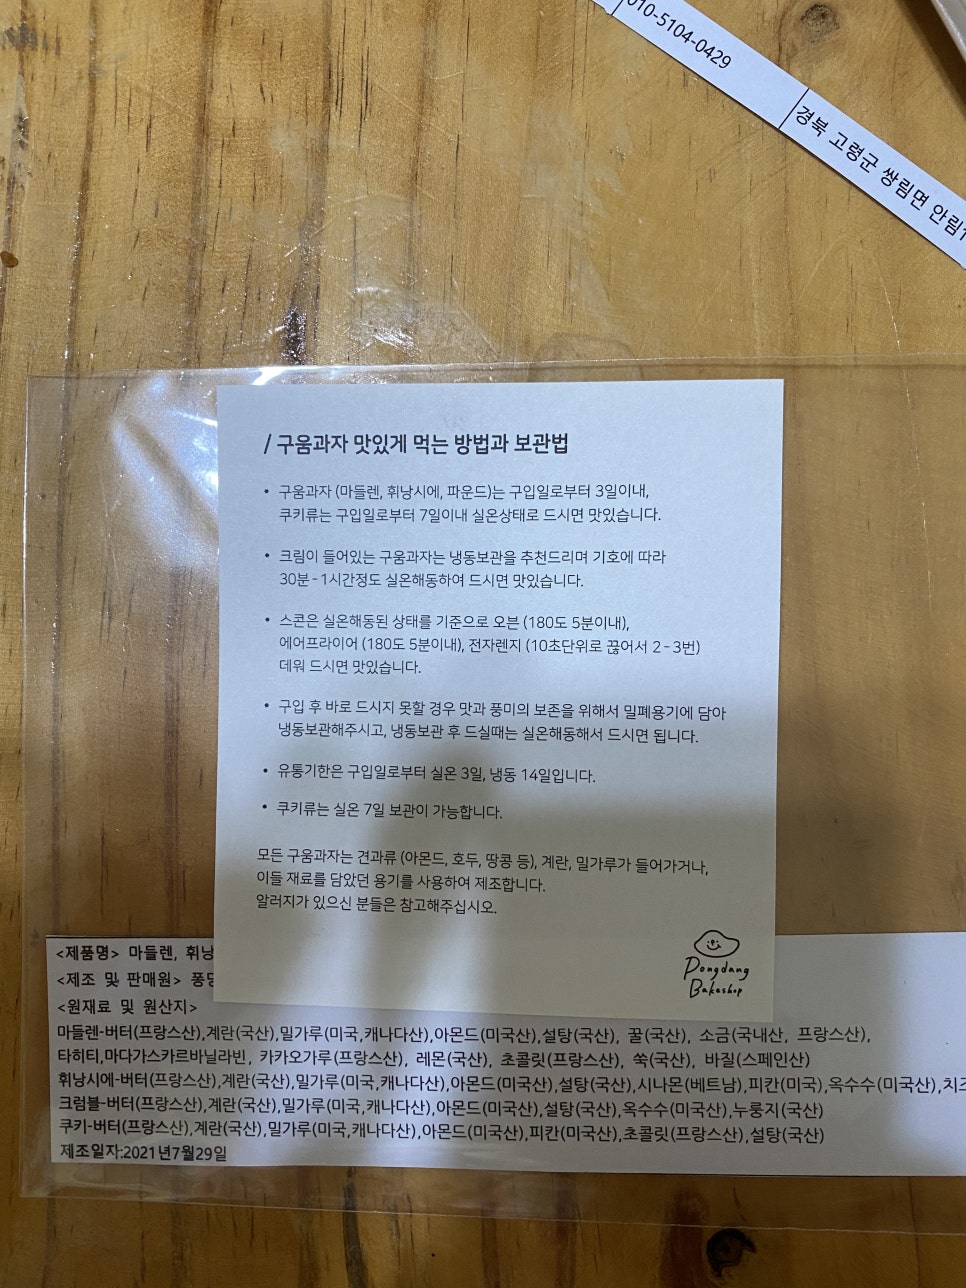 010-5104-0429
경북 고령군 쌍림면 안림
/ 구움과자 맛있게 먹는 방법과 보관법
• 구움과자 (마들렌, 휘낭시에, 파운드)는 구입일로부터 3일이내,
쿠키류는 구입일로부터 7일이내 실온상태로 드시면 맛있습니다.
• 크림이 들어있는 구움과자는 냉동보관을 추천드리며 기호에 따라
30분 - 1시간정도 실온해동하여 드시면 맛있습니다.
• 스콘은 실온해동된 상태를 기준으로 오븐 (180도 5분이내),
에어프라이어 (180도 5분이내), 전자렌지 (10초단위로 끊어서 2 - 3번)
데워 드시면 맛있습니다.
• 구입 후 바로 드시지 못할 경우 맛과 풍미의 보존을 위해서 밀폐용기에 담아
냉동보관해주시고, 냉동보관 후 드실때는 실온해동해서 드시면 됩니다.
• 유통기한은 구입일로부터 실온 3일, 냉동 14일입니다.
• 쿠키류는 실온 7일 보관이 가능합니다.
모든 구움과자는 견과류 (아몬드, 호두, 땅콩 등), 계란, 밀가루가 들어가거나,
이들 재료를 담았던 용기를 사용하여 제조합니다.
알러지가 있으신 분들은 참고해주십시오.
Pongdang
Bakeshop
<제품명> 마들렌, 휘낭
<제조 및 판매원> 퐁당
<원재료 및 원산지>
마들렌-버터(프랑스산),계란(국산),밀가루(미국,캐나다산),아몬드(미국산),설탕(국산), 꿀(국산), 소금(국내산, 프랑스산),
타히티,마다가스카르바닐라빈, 카카오가루(프랑스산), 레몬(국산), 초콜릿(프랑스산), 쑥(국산), 바질(스페인산)
휘낭시에-버터(프랑스산),계란(국산),밀가루(미국,캐나다산),아몬드(미국산),설탕(국산),시나몬(베트남),피칸(미국),옥수수(미국산),치즈
크럼블-버터(프랑스산),계란(국산),밀가루(미국,캐나다산),아몬드(미국산),설탕(국산),옥수수(미국산),누룽지(국산)
쿠키-버터(프랑스산),계란(국산),밀가루(미국,캐나다산),아몬드(미국산),피칸(미국산),초콜릿(프랑스산),설탕(국산)
제조일자:2021년7월29일